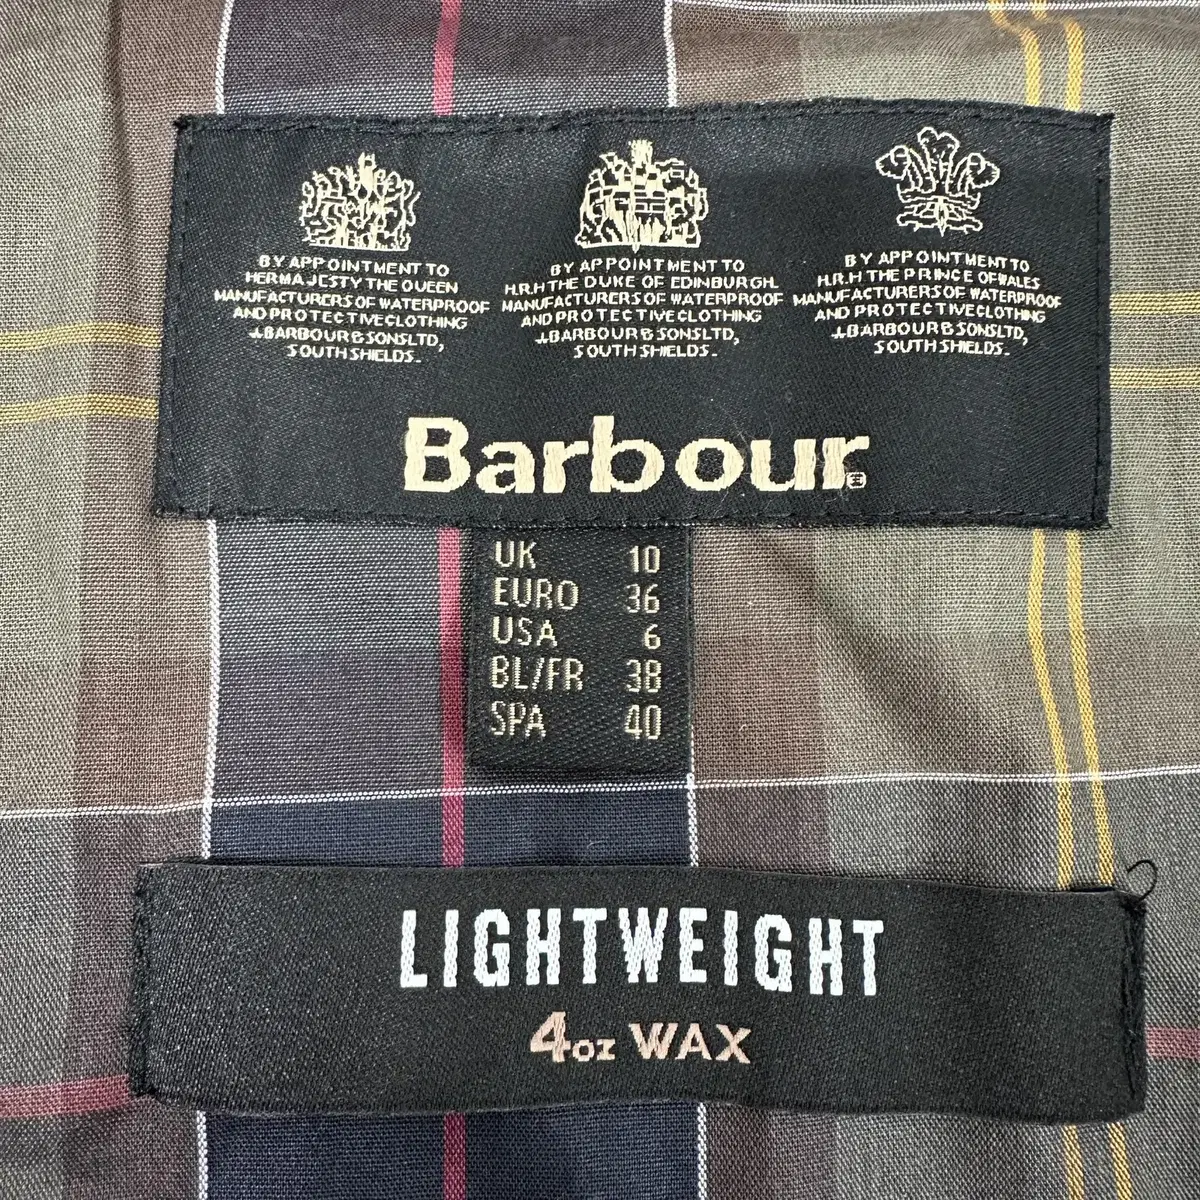 BY APPOINTMENT TO
HER MAJESTY THE QUEEN
MANUFACTURERS OF WATERPROOF
AND PROTECTIVE CLOTHING
J.BARBOUR & SONS LTD,
SOUTH SHIELDS.
BY APPOINTMENT TO
H.R.H THE DUKE OF EDINBURGH.
MANUFACTURERS OF WATERPROOF
AND PROTECTIVE CLOTHING
J.BARBOUR & SONS LTD,
SOUTH SHIELDS.
BY APPOINTMENT TO
H.R.H. THE PRINCE OF WALES
MANUFACTURERS OF WATERPROOF
AND PROTECTIVE CLOTHING
J.BARBOUR & SONS LTD,
SOUTH SHIELDS.
Barbour®
UK 10
EURO 36
USA 6
BL/FR 38
SPA 40
LIGHTWEIGHT
4oz WAX